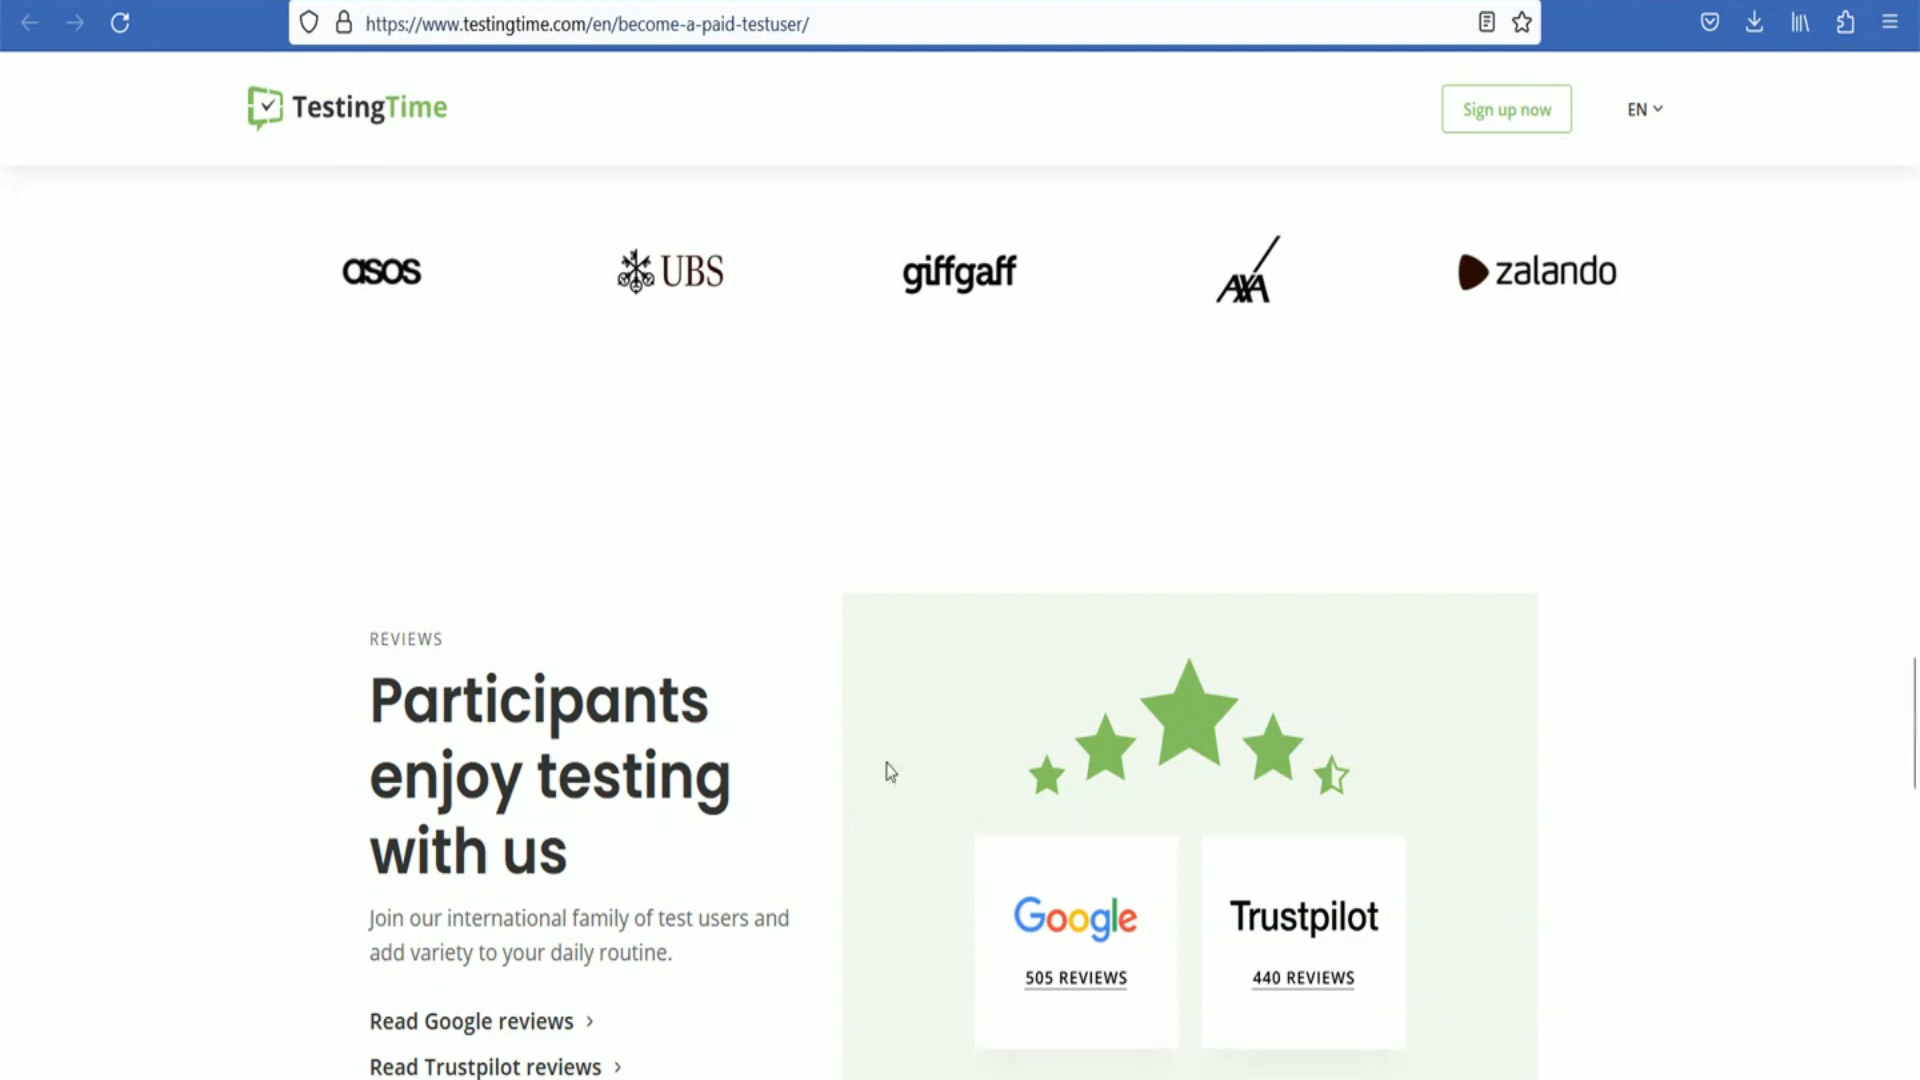 https://www.testingtime.com/en/become-a-paid-testuser/
TestingTime
Sign up now
EN
asos
UBS
giffgaff
AXA
zalando
REVIEWS
Participants
enjoy testing
with us
Join our international family of test users and
add variety to your daily routine.
Read Google reviews
Read Trustpilot reviews
Google
505 REVIEWS
Trustpilot
440 REVIEWS